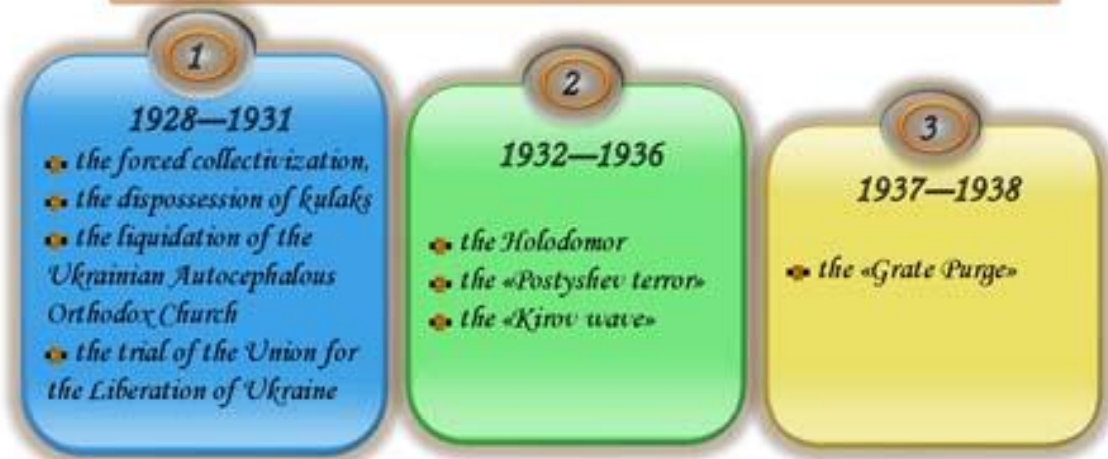 1
1928—1931
the forced collectivization,
the dispossession of kulaks
the liquidation of the
Ukrainian Autocephalous
Orthodox Church
the trial of the Union for
the Liberation of Ukraine
2
1932—1936
the Holodomor
the «Postyshev terror»
the «Kirov wave»
3
1937—1938
the «Grate Purge»